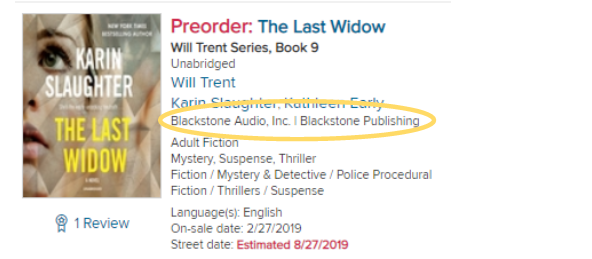 NEW YORK TIMES
BESTSELLING AUTHOR
KARIN
SLAUGHTER
THE LAST
WIDOW
A NOVEL
1 Review
Preorder: The Last Widow
Will Trent Series, Book 9
Unabridged
Will Trent
Karin Slaughter, Kathleen Early
Blackstone Audio, Inc. | Blackstone Publishing
Adult Fiction
Mystery, Suspense, Thriller
Fiction / Mystery & Detective / Police Procedural
Fiction / Thrillers / Suspense
Language(s): English
On-sale date: 2/27/2019
Street date: Estimated 8/27/2019